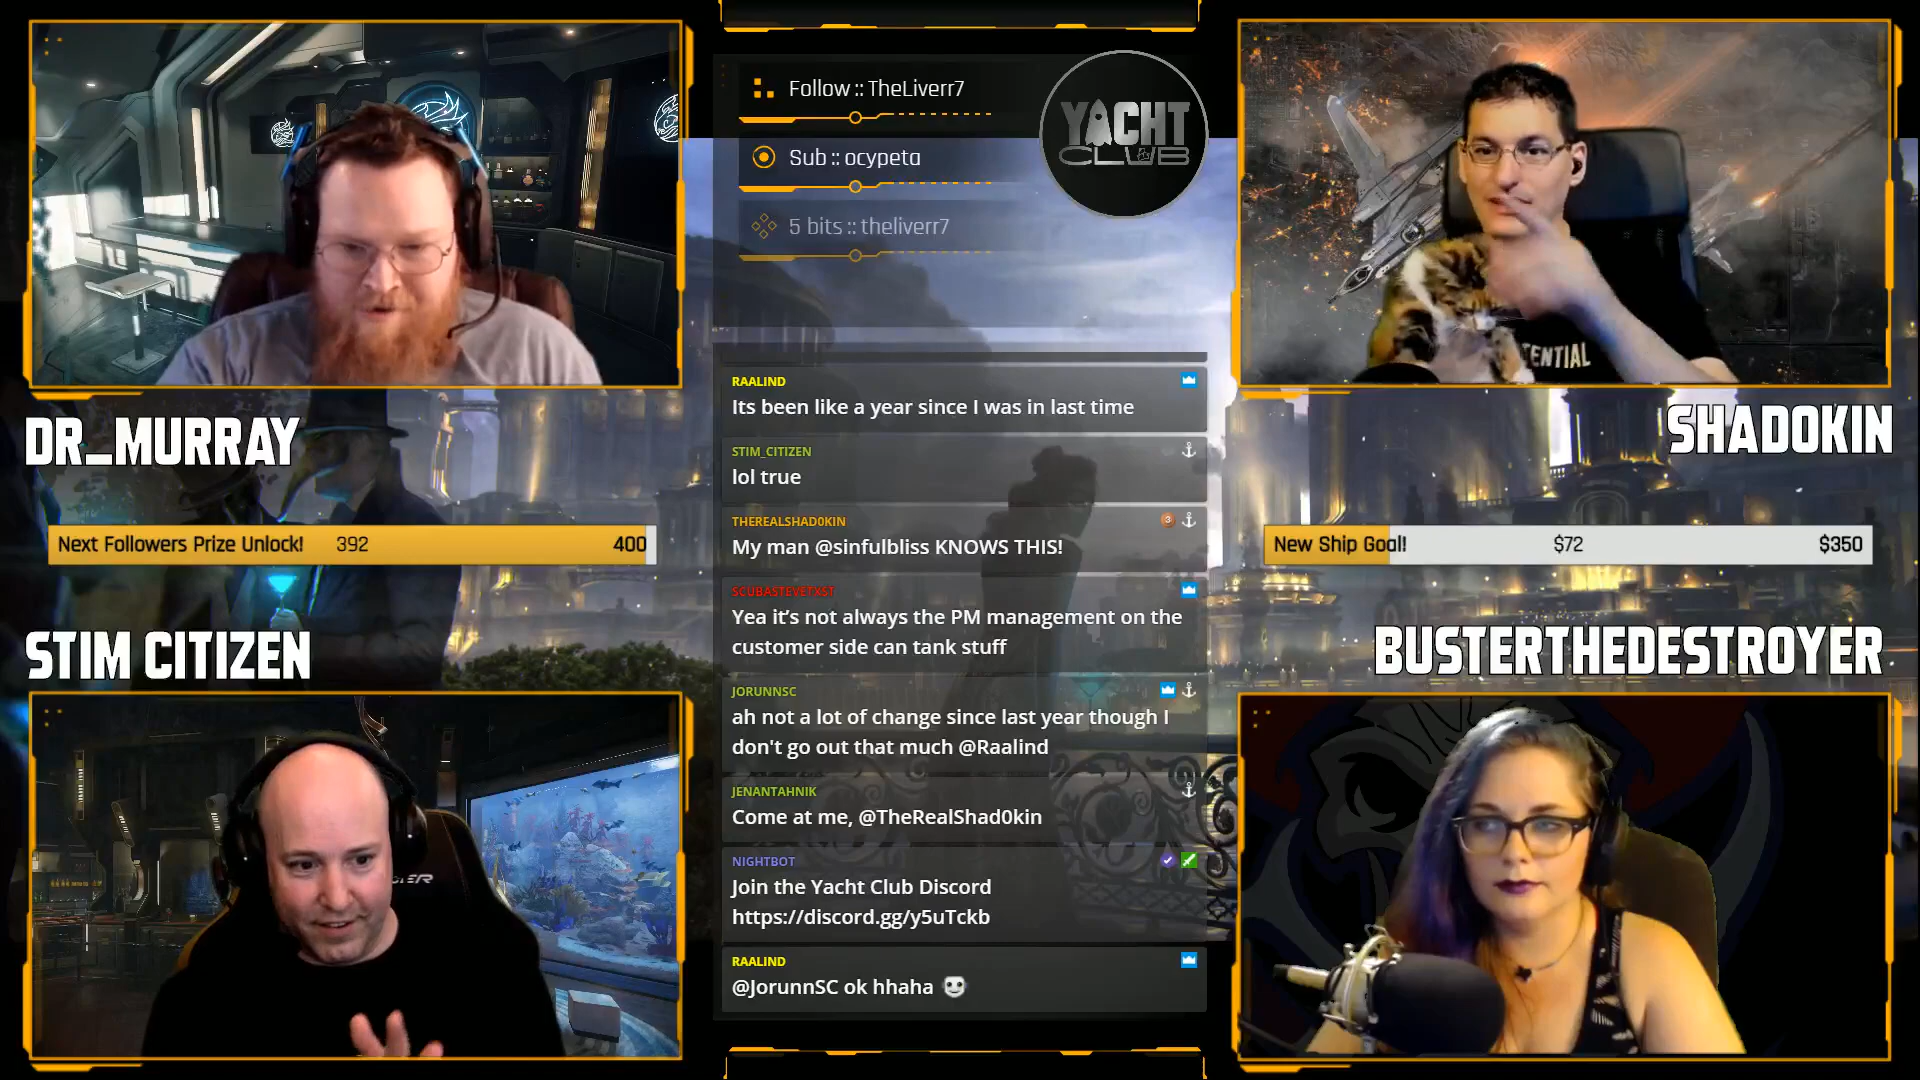 Follow :: TheLiverr7
Sub :: ocypeta
5 bits :: theliverr7
YACHT
CLUB
ENTIAL
DR_MURRAY
SHADOKIN
Next Followers Prize Unlock! 392 400
New Ship Goal! $72 $350
STIM CITIZEN
BUSTERTHEDESTROYER
RAALIND
Its been like a year since I was in last time
STIM_CITIZEN
lol true
THEREALSHAD0KIN
3
My man @sinfulbliss KNOWS THIS!
SCUBASTEVETXST
Yea it's not always the PM management on the
customer side can tank stuff
JORUNNSC
ah not a lot of change since last year though I
don't go out that much @Raalind
JENANTAHNIK
Come at me, @TheRealShad0kin
NIGHTBOT
Join the Yacht Club Discord
https://discord.gg/y5uTckb
RAALIND
@JorunnSC ok hhaha